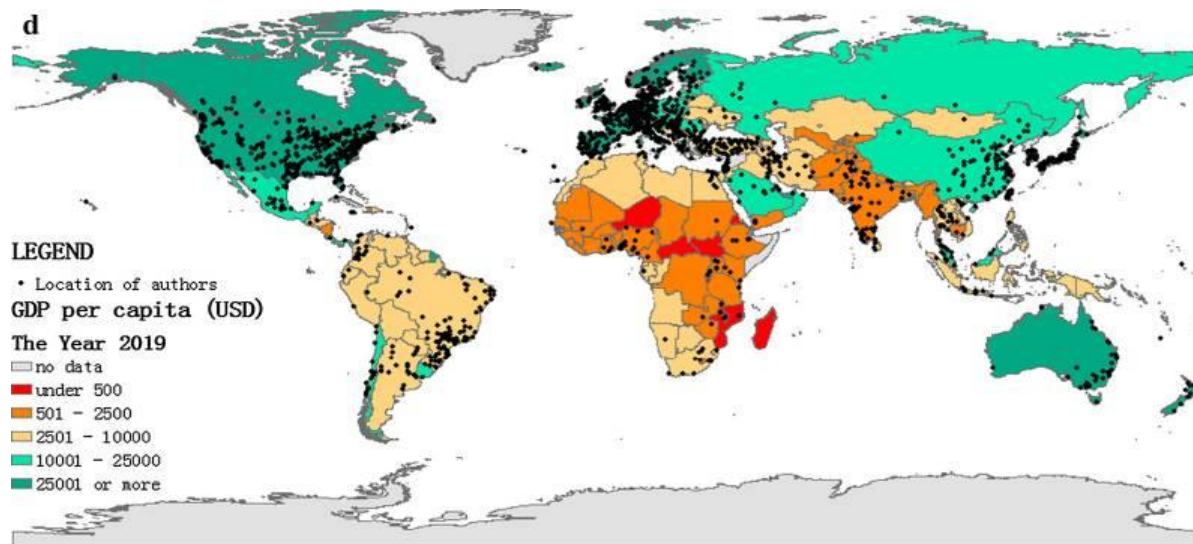 d
LEGEND
Location of authors
GDP per capita (USD)
The Year 2019
no data
under 500
501 - 2500
2501 - 10000
10001 - 25000
25001 or more